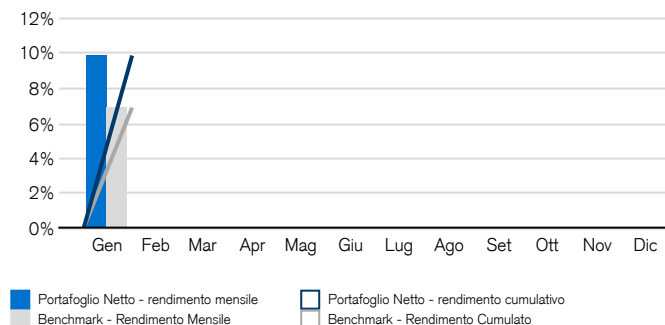 12%
10%
8%
6%
4%
2%
0%
Gen Feb Mar Apr Mag Giu Lug Ago Set Ott Nov Dic
Portafoglio Netto - rendimento mensile Portafoglio Netto - rendimento cumulativo
Benchmark - Rendimento Mensile Benchmark - Rendimento Cumulato